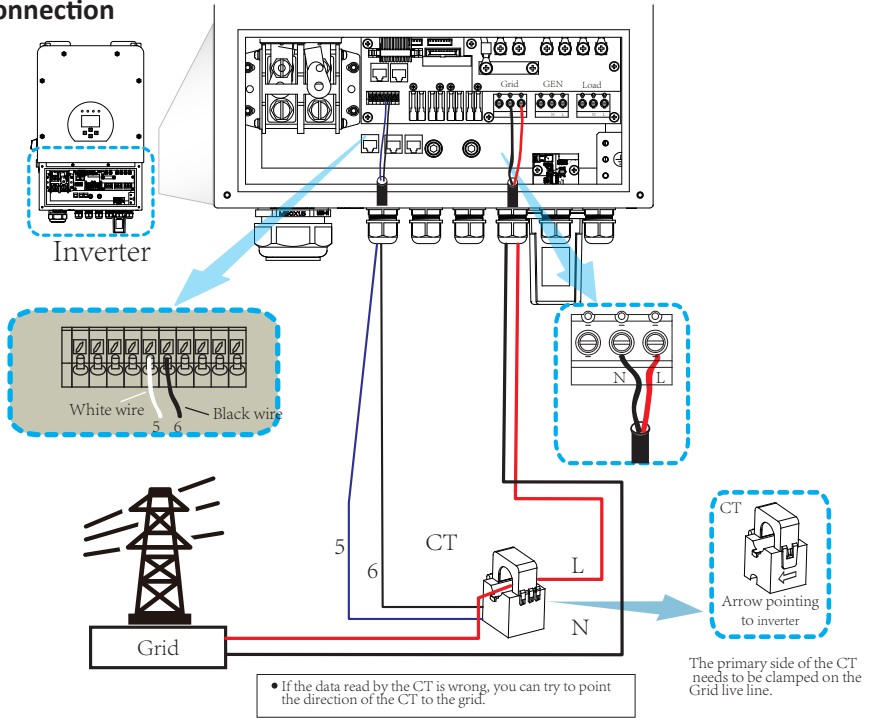 onnection
Grid
GEN
Load
Inverter
N
L
White wire
Black wire
5
6
5
6
CT
L
N
CT
Arrow pointing
to inverter
Grid
The primary side of the CT
needs to be clamped on the
Grid live line.
• If the data read by the CT is wrong, you can try to point
the direction of the CT to the grid.